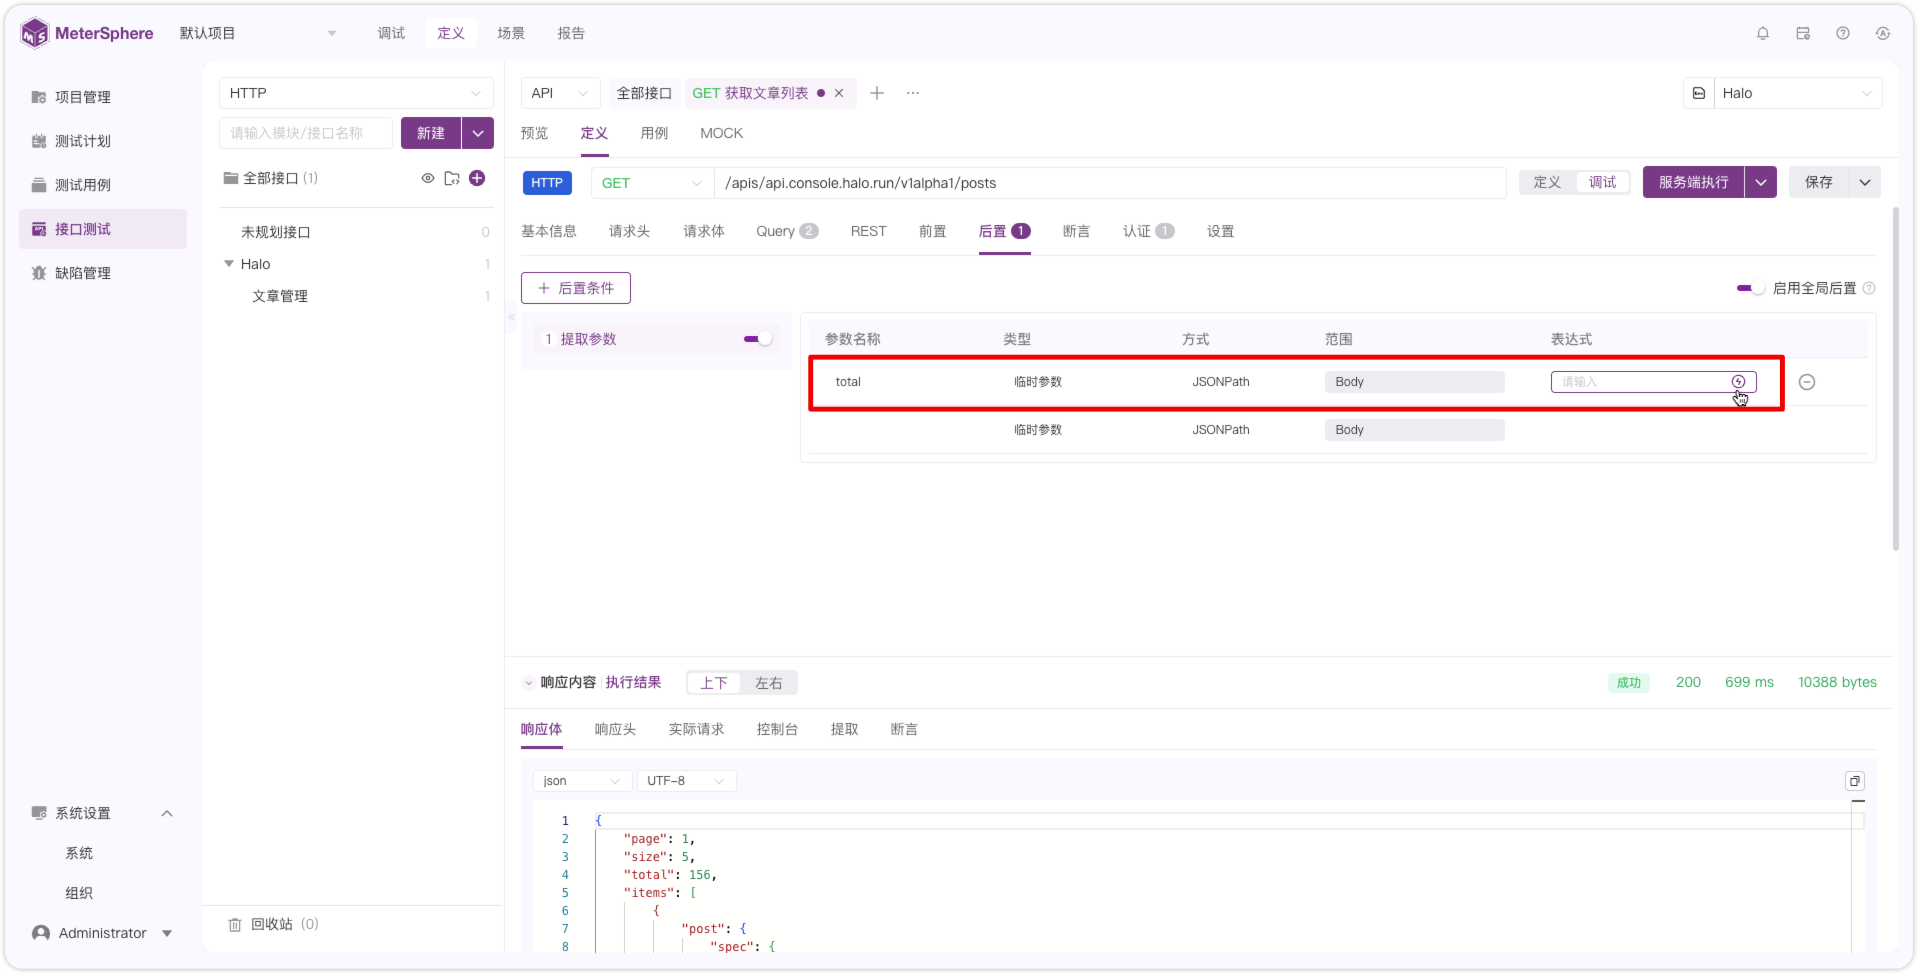 MeterSphere 默认项目 调试 定义 场景 报告
项目管理
测试计划
测试用例
接口测试
缺陷管理
系统设置
系统
组织
Administrator
HTTP
请输入模块/接口名称 新建
全部接口 (1)
未规划接口 0
Halo 1
文章管理 1
回收站 (0)
API 全部接口 GET 获取文章列表 Halo
预览 定义 用例 MOCK
HTTP GET /apis/api.console.halo.run/v1alpha1/posts 定义 调试 服务端执行 保存
基本信息 请求头 请求体 Query 2 REST 前置 后置 1 断言 认证 1 设置
后置条件 启用全局后置
1 提取参数
参数名称 类型 方式 范围 表达式
total 临时参数 JSONPath Body 请输入
临时参数 JSONPath Body
响应内容 执行结果 上下 左右 成功 200 699 ms 10388 bytes
响应体 响应头 实际请求 控制台 提取 断言
json UTF-8
1 {
2 "page": 1,
3 "size": 5,
4 "total": 156,
5 "items": [
6 {
7 "post": {
8 "spec": {